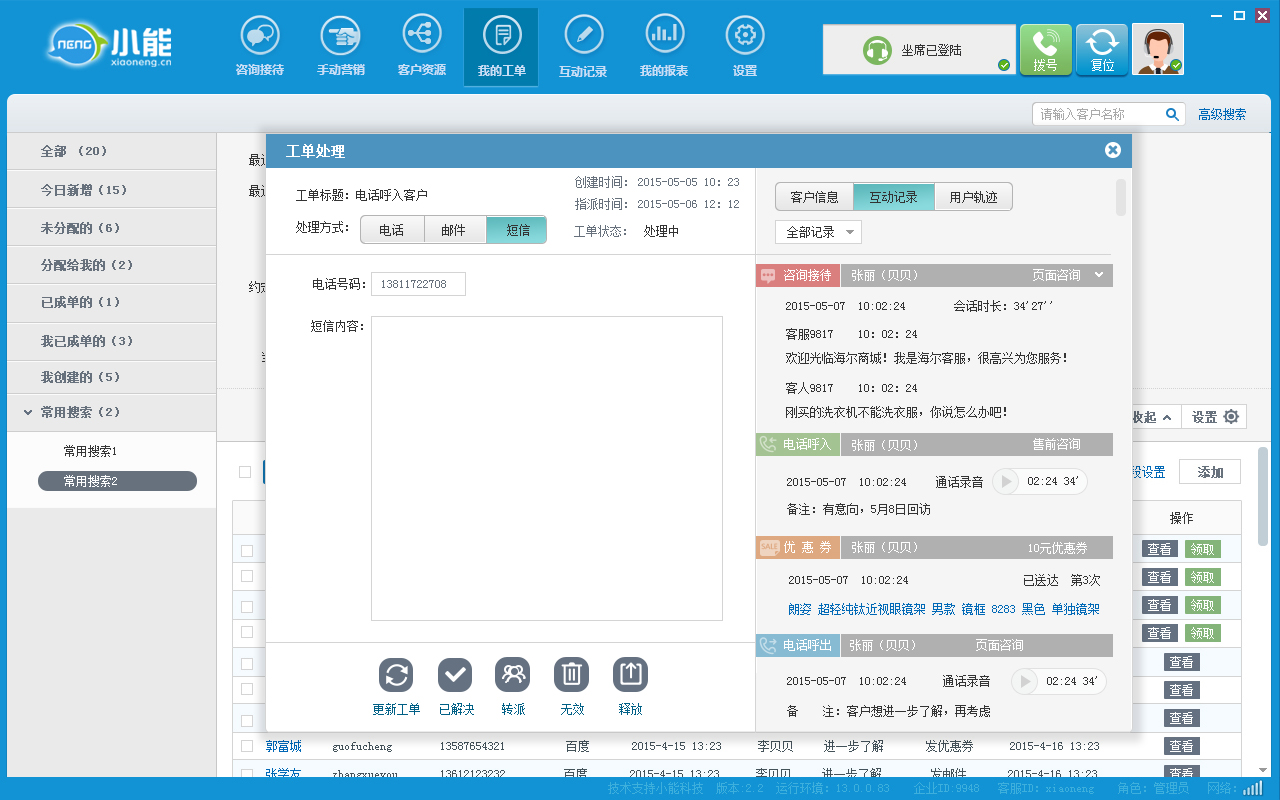 NENG 小能
xiaoneng.cn
咨询接待 手动营销 客户资源 我的工单 互动记录 我的报表 设置
坐席已登陆
拨号 复位
请输入客户名称 高级搜索
全部 (20)
今日新增 (15)
未分配的 (6)
分配给我的 (2)
已成单的 (1)
我已成单的 (3)
我创建的 (5)
常用搜索 (2)
常用搜索1
常用搜索2
工单处理
工单标题: 电话呼入客户
创建时间: 2015-05-05 10: 23
指派时间: 2015-05-06 12: 12
处理方式: 电话 邮件 短信
工单状态: 处理中
电话号码: 13811722708
短信内容:
更新工单 已解决 转派 无效 释放
客户信息 互动记录 用户轨迹
全部记录
咨询接待 张丽 (贝贝) 页面咨询
2015-05-07 10:02:24 会话时长: 34'27''
客服9817 10: 02: 24
欢迎光临海尔商城! 我是海尔客服, 很高兴为您服务!
客人9817 10: 02: 24
刚买的洗衣机不能洗衣服, 你说怎么办吧!
电话呼入 张丽 (贝贝) 售前咨询
2015-05-07 10:02:24 通话录音 02:24 34'
备注: 有意向, 5月8日回访
SALE 优 惠 券 张丽 (贝贝) 10元优惠券
2015-05-07 10:02:24 已送达 第3次
朗姿 超轻纯钛近视眼镜架 男款 镜框 8283 黑色 单独镜架
电话呼出 张丽 (贝贝) 页面咨询
2015-05-07 10:02:24 通话录音 02:24 34'
备 注: 客户想进一步了解, 再考虑
收起 设置
段设置 添加
操作
查看 领取
查看 领取
查看 领取
查看 领取
查看
查看
查看
郭富城 guofucheng 13587654321 百度 2015-4-15 13:23 李贝贝 进一步了解 发优惠券 2015-4-16 13:23 查看
张学友 zhangxueyou 13612123232 百度 2015-4-15 13:23 李贝贝 进一步了解 发邮件 2015-4-16 13:23 查看
技术支持小能科技 版本:2.2 运行环境: 13.0.0.83 企业ID:9948 客服ID: xiaoneng 角色: 管理员 网络: